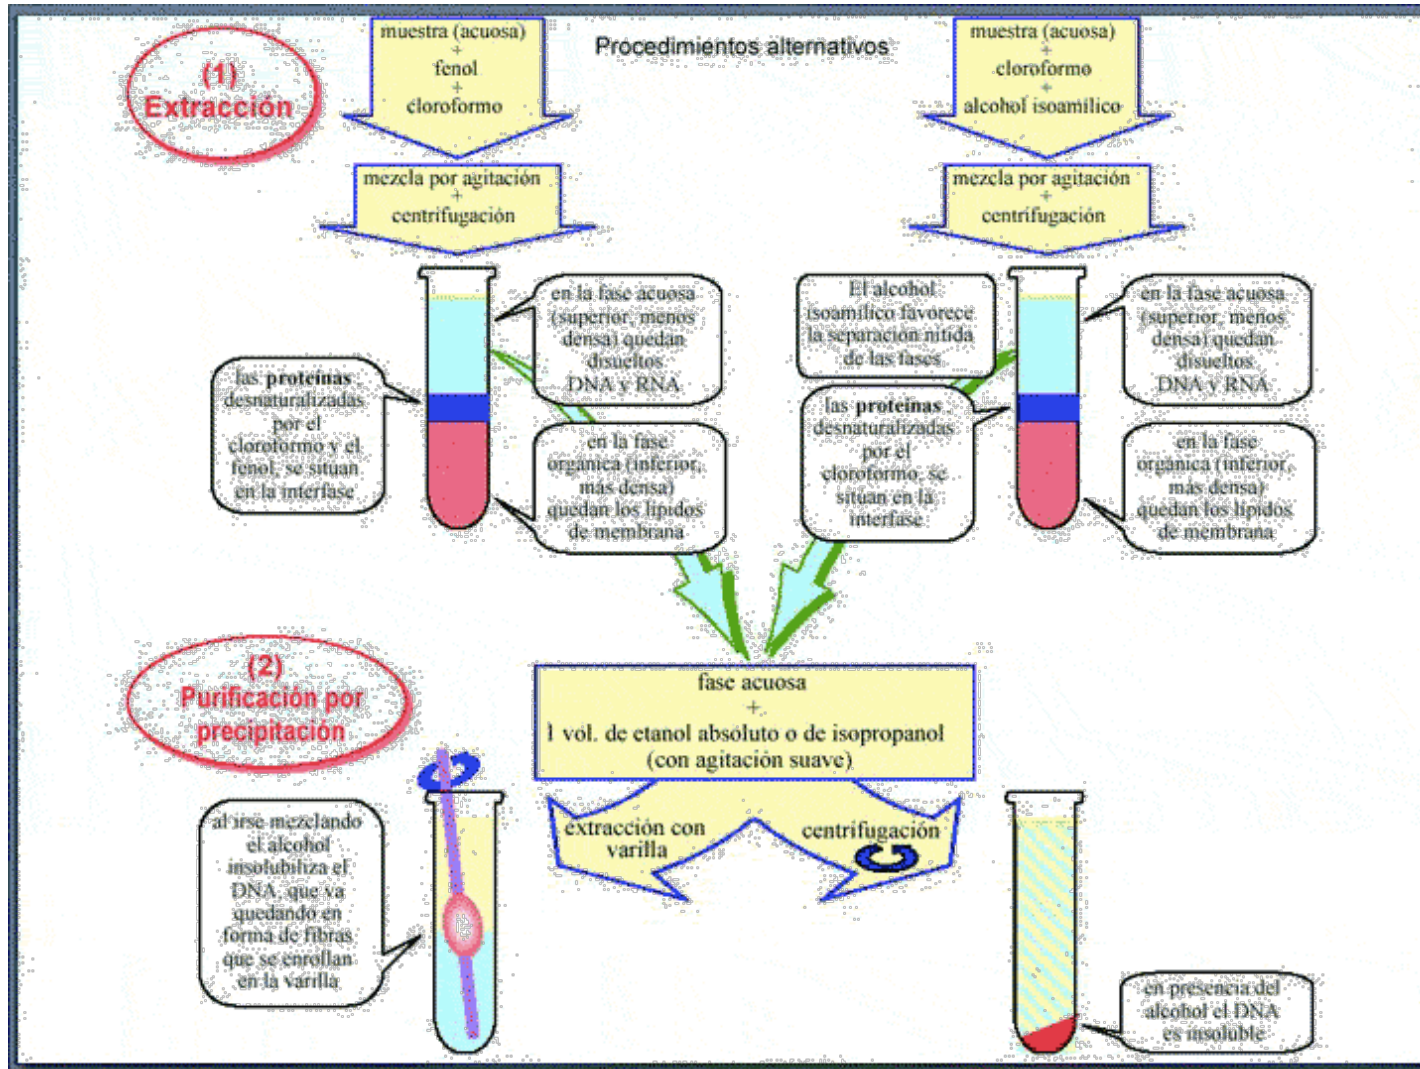 (1)
Extracción
muestra (acuosa)
+
fenol
+
cloroformo
Procedimientos alternativos
muestra (acuosa)
+
cloroformo
+
alcohol isoamílico
mezcla por agitación
+
centrifugación
mezcla por agitación
+
centrifugación
las proteínas
desnaturalizadas
por el
cloroformo y el
fenol, se sitúan
en la interfase
en la fase acuosa
(superior, menos
densa) quedan
disueltos
DNA y RNA
en la fase
orgánica (inferior,
más densa)
quedan los lípidos
de membrana
El alcohol
isoamílico favorece
la separación nítida
de las fases
las proteínas
desnaturalizadas
por el
cloroformo, se
sitúan en la
interfase
en la fase acuosa
(superior, menos
densa) quedan
disueltos
DNA y RNA
en la fase
orgánica (inferior,
más densa)
quedan los lípidos
de membrana
(2)
Purificación por
precipitación
fase acuosa
+
1 vol. de etanol absoluto o de isopropanol
(con agitación suave)
extracción con
varilla
centrifugación
al irse mezclando
el alcohol
insolubiliza el
DNA, que va
quedando en
forma de fibras
que se enrollan
en la varilla
en presencia del
alcohol el DNA
es insoluble